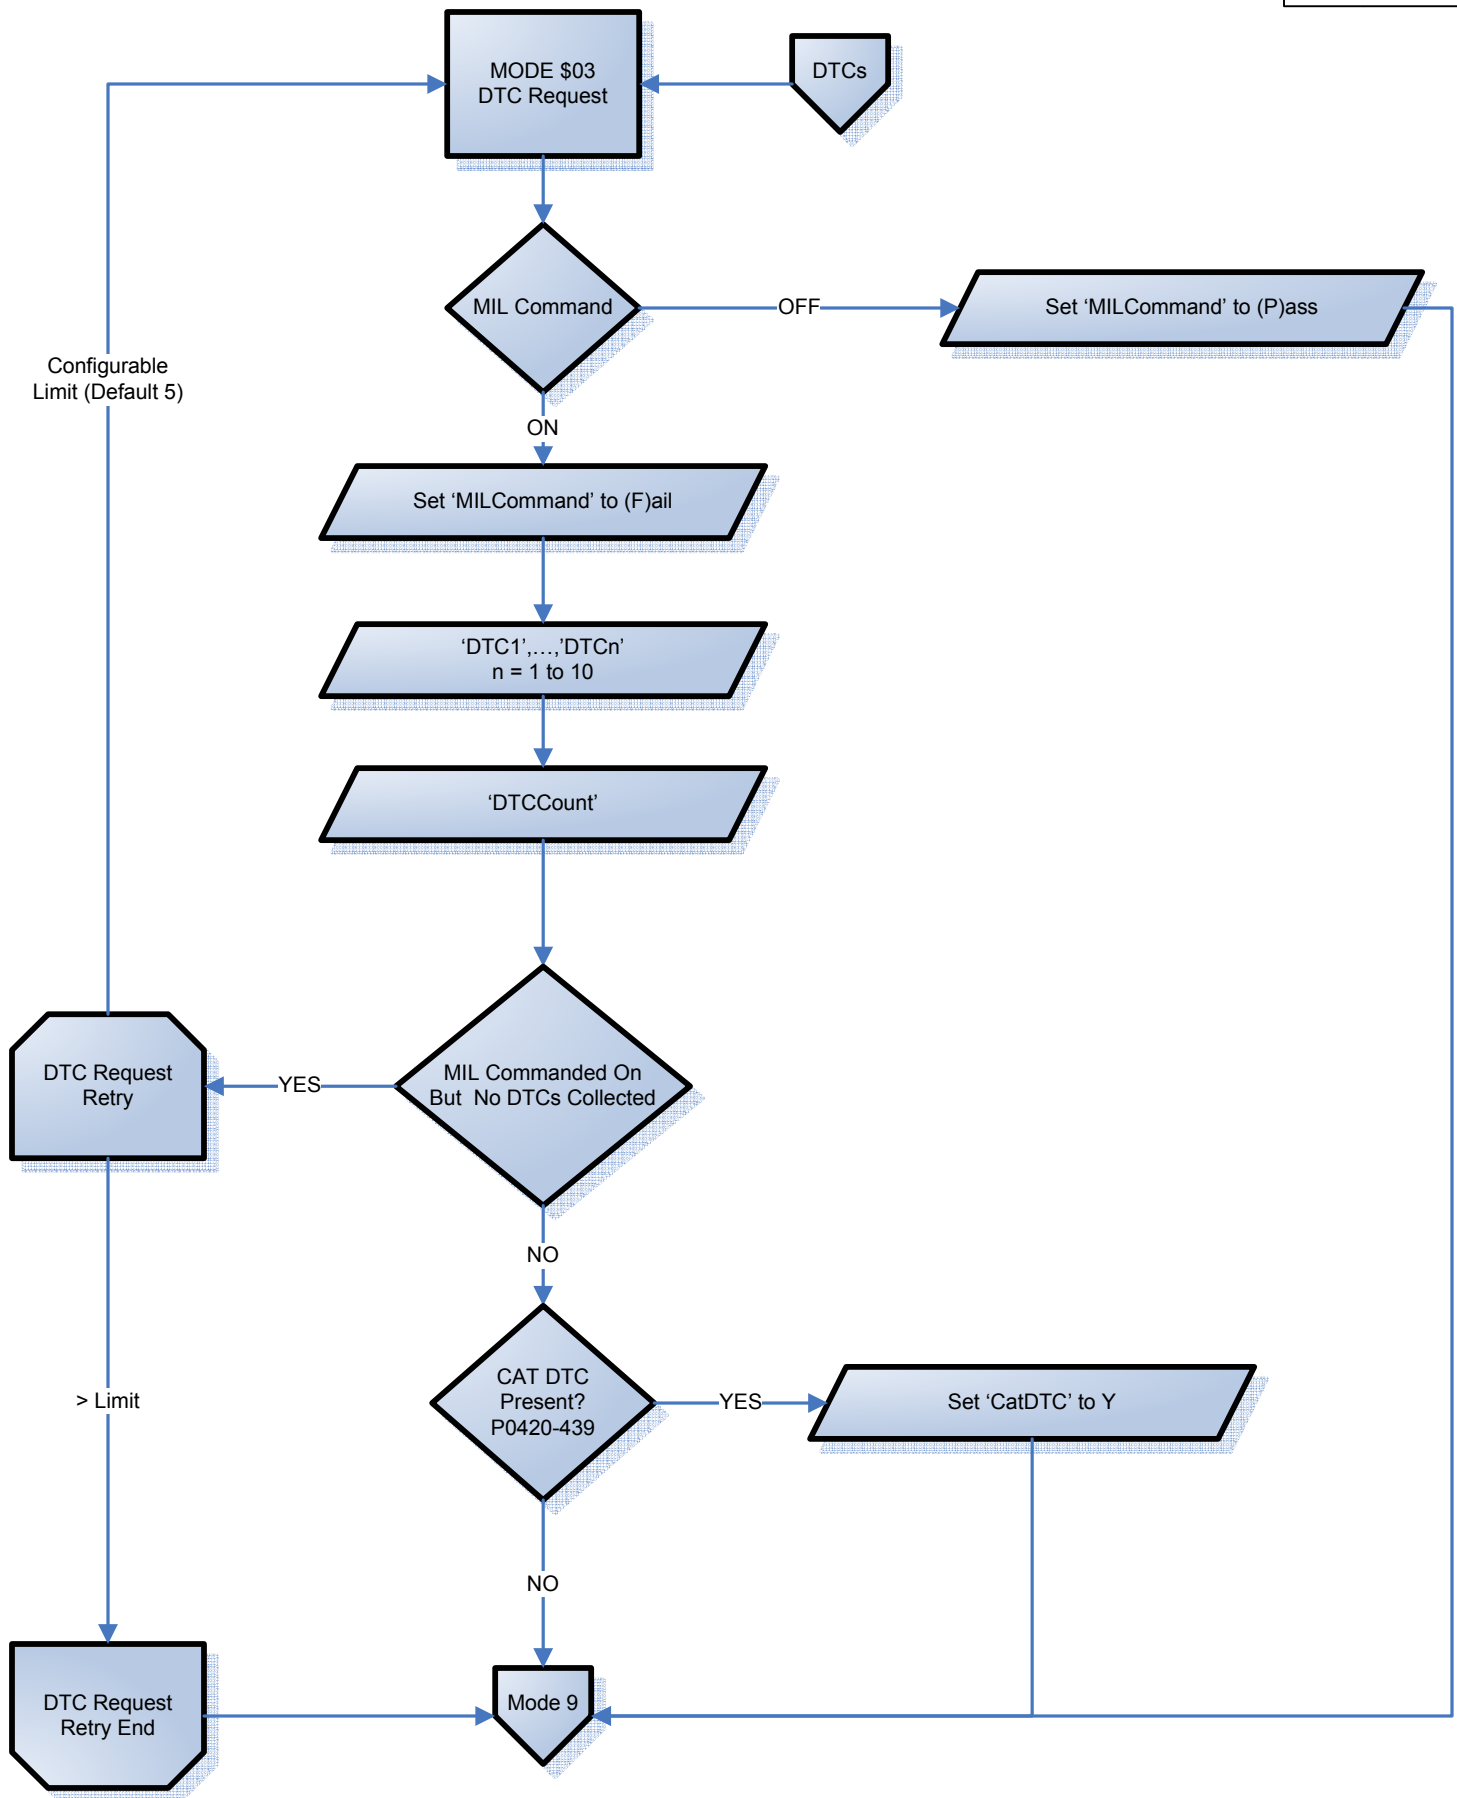 MODE $03
DTC Request
DTCs
MIL Command
OFF
Set ‘MILCommand’ to (P)ass
Configurable
Limit (Default 5)
ON
Set ‘MILCommand’ to (F)ail
‘DTC1’,…,’DTCn’
n = 1 to 10
‘DTCCount’
DTC Request
Retry
YES
MIL Commanded On
But No DTCs Collected
NO
> Limit
CAT DTC
Present?
P0420-439
YES
Set ‘CatDTC’ to Y
NO
DTC Request
Retry End
Mode 9